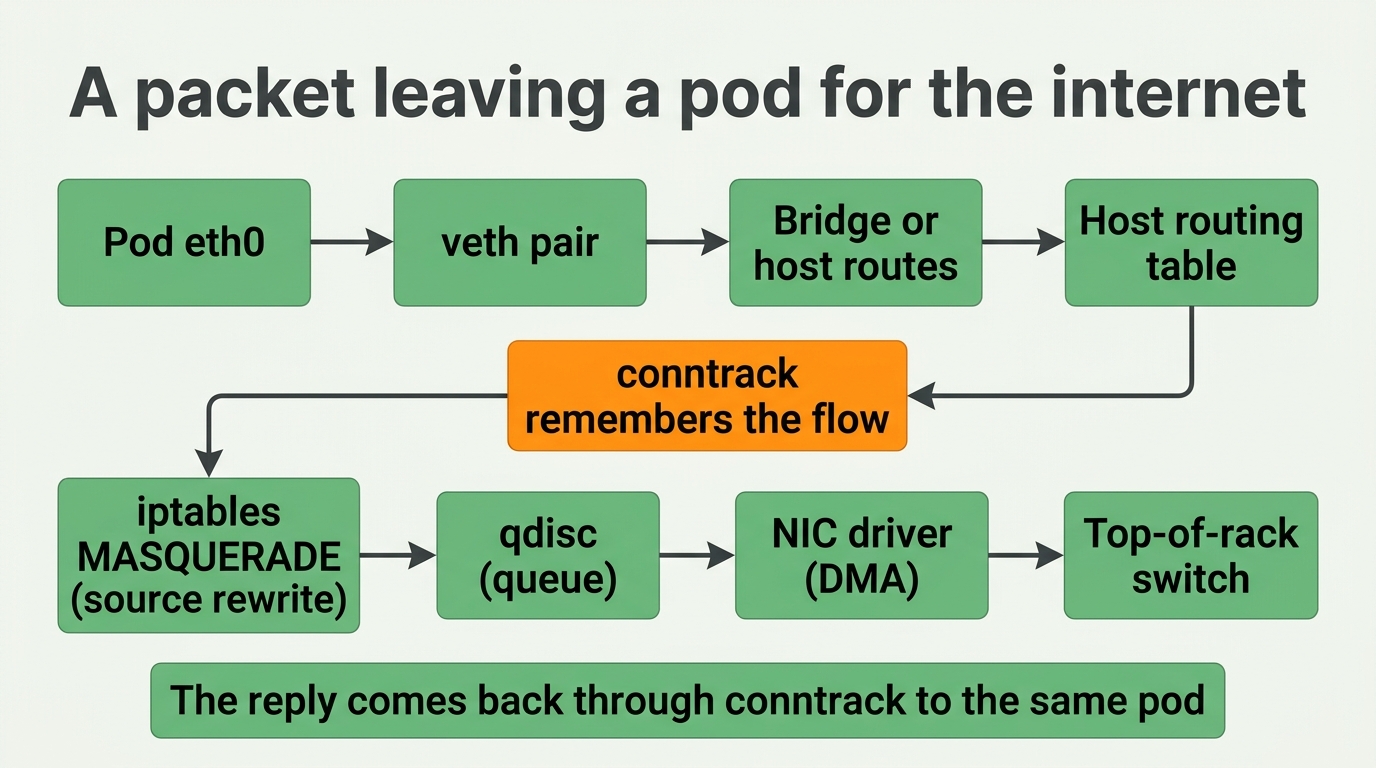 A packet leaving a pod for the internet
Pod eth0
veth pair
Bridge or
host routes
Host routing
table
conntrack
remembers the flow
iptables
MASQUERADE
(source rewrite)
qdisc
(queue)
NIC driver
(DMA)
Top-of-rack
switch
The reply comes back through conntrack to the same pod